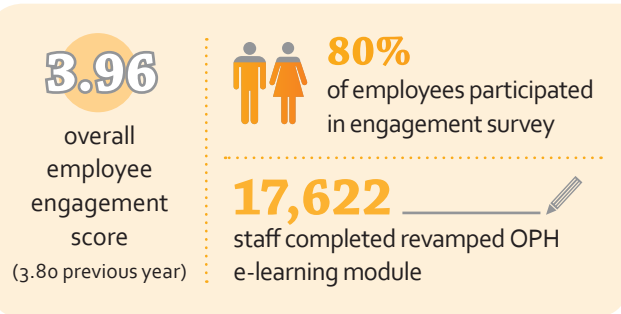 3.96
overall
employee
engagement
score
(3.80 previous year)
80%
of employees participated
in engagement survey
17,622
staff completed revamped OPH
e-learning module